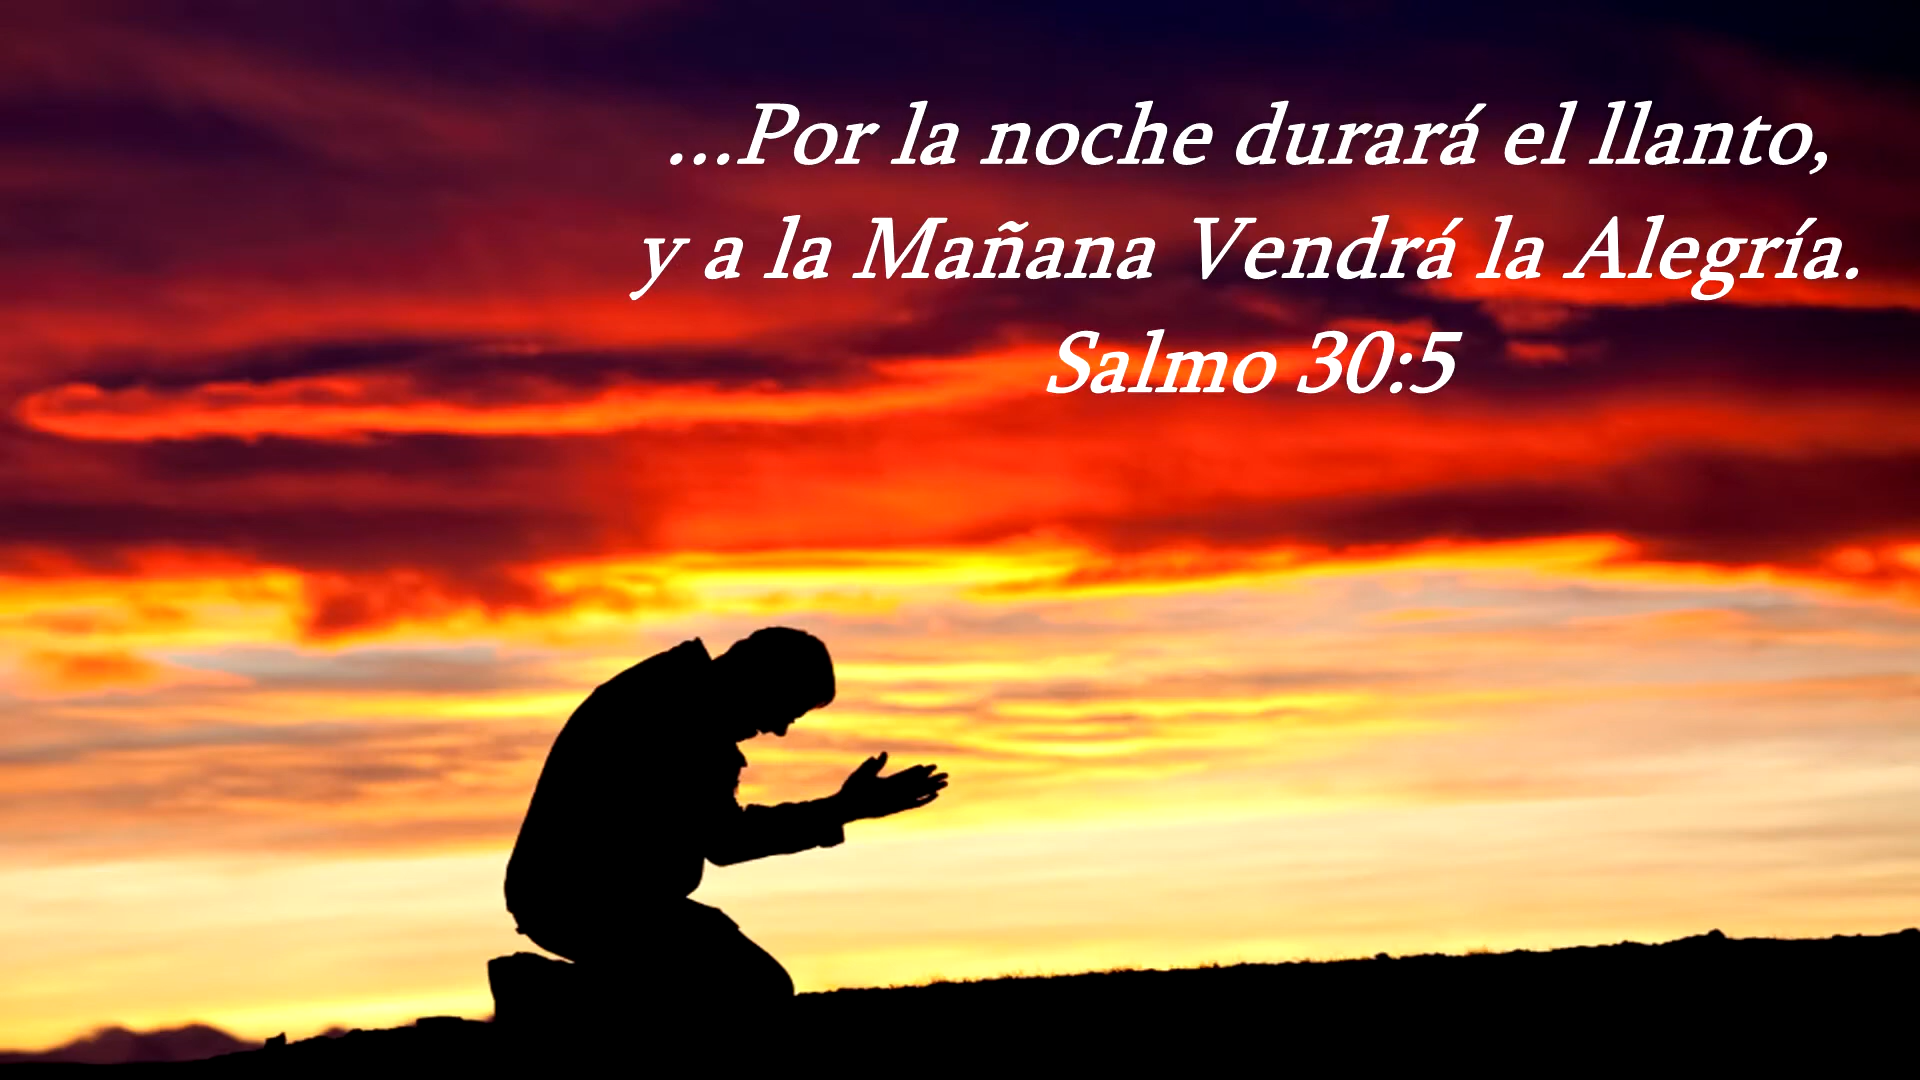 ...Por la noche durará el llanto,
y a la Mañana Vendrá la Alegría.
Salmo 30:5